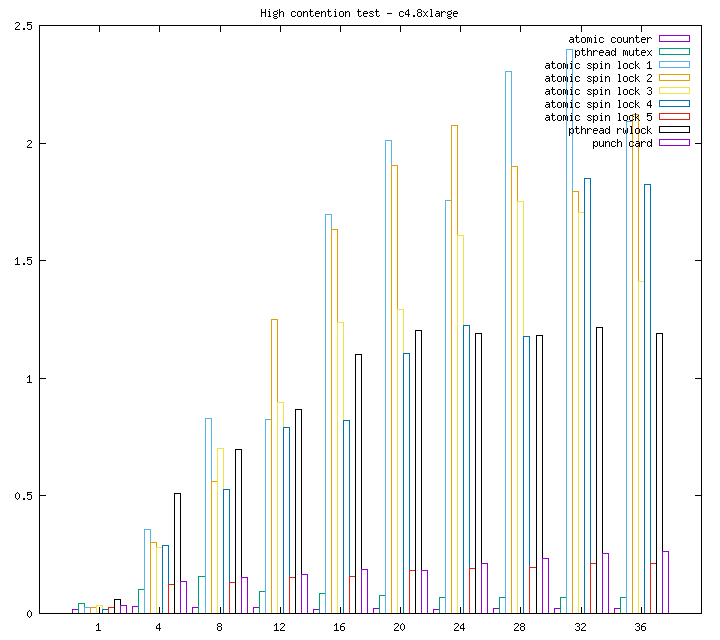 High contention test - c4.8xlarge
2.5
2
1.5
1
0.5
0
atomic counter
pthread mutex
atomic spin lock 1
atomic spin lock 2
atomic spin lock 3
atomic spin lock 4
atomic spin lock 5
pthread rwlock
punch card
1 4 8 12 16 20 24 28 32 36